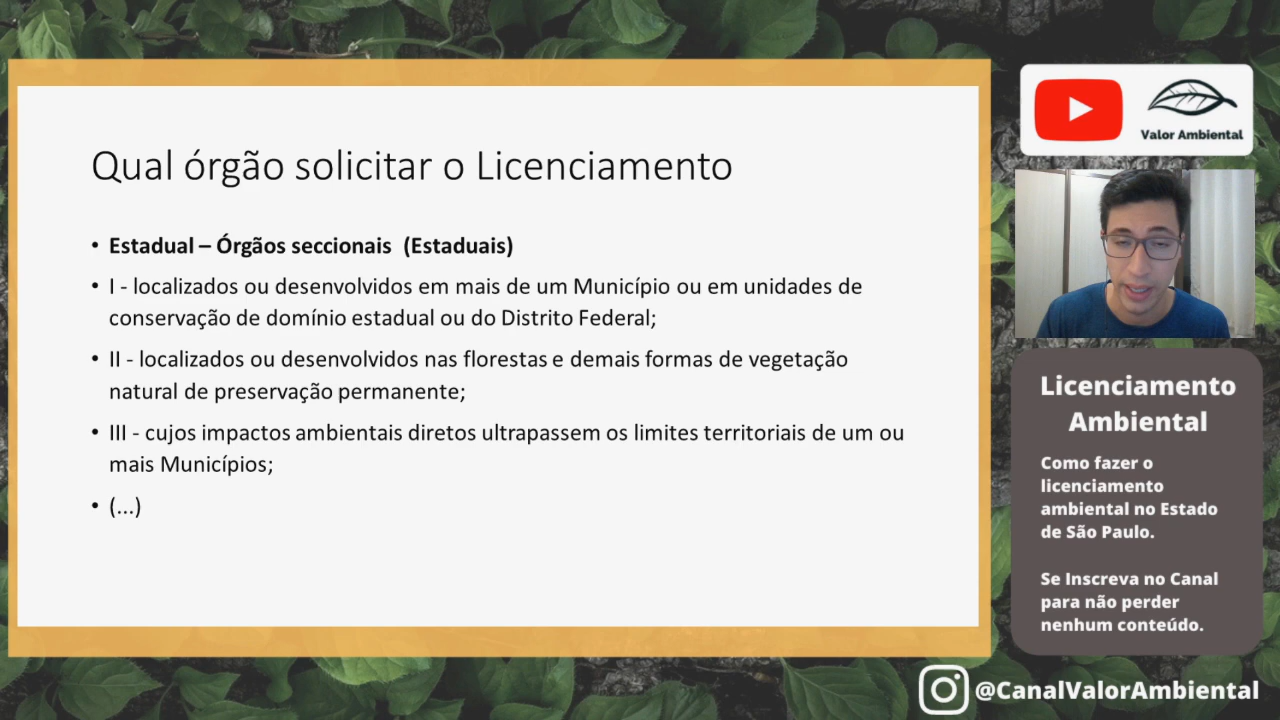 Qual órgão solicitar o Licenciamento
• Estadual – Órgãos seccionais (Estaduais)
• I - localizados ou desenvolvidos em mais de um Município ou em unidades de
conservação de domínio estadual ou do Distrito Federal;
• II - localizados ou desenvolvidos nas florestas e demais formas de vegetação
natural de preservação permanente;
• III - cujos impactos ambientais diretos ultrapassem os limites territoriais de um ou
mais Municípios;
• (...)
Valor Ambiental
Licenciamento
Ambiental
Como fazer o
licenciamento
ambiental no Estado
de São Paulo.
Se Inscreva no Canal
para não perder
nenhum conteúdo.
@CanalValorAmbiental